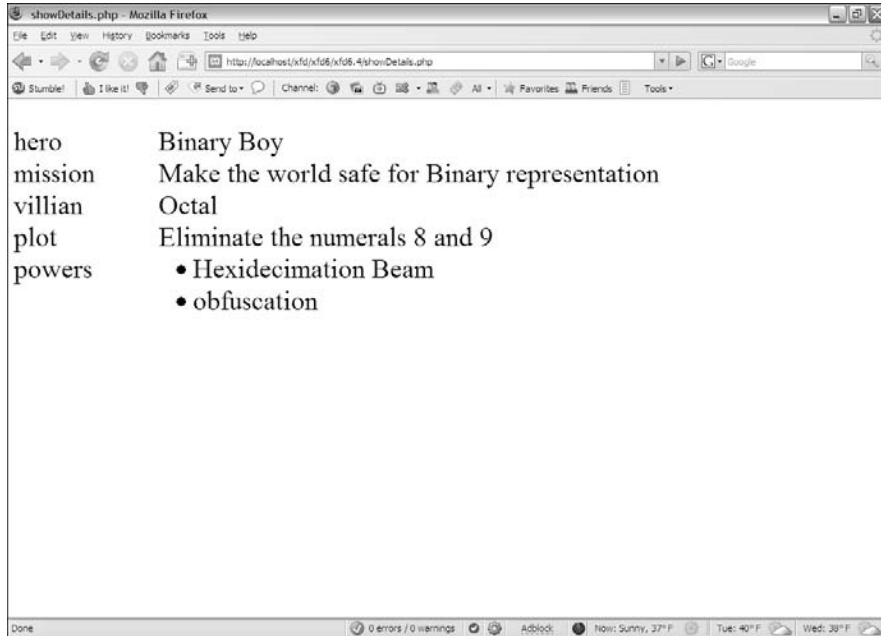 showDetails.php - Mozilla Firefox
File Edit View History Bookmarks Tools Help
http://localhost/xfd/xfd6/xfd6.4/showDetails.php G Google
Stumble! I like it! Send to Channel: All Favorites Friends Tools
hero Binary Boy
mission Make the world safe for Binary representation
villian Octal
plot Eliminate the numerals 8 and 9
powers • Hexidecimation Beam
• obfuscation
Done 0 errors / 0 warnings Adblock Now: Sunny, 37° F Tue: 40° F Wed: 38° F